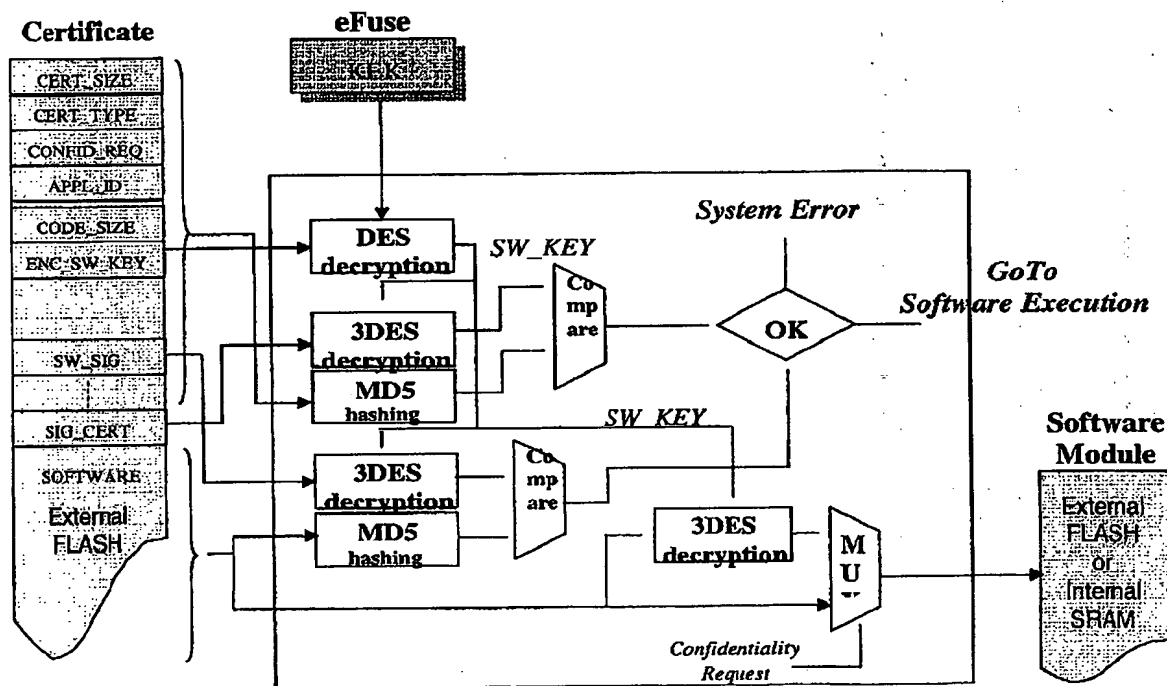 Certificate
CERT_SIZE
CERT_TYPE
CONFID_REQ
APPL_ID
CODE_SIZE
ENC_SW_KEY
SW_SIG
SIG_CERT
SOFTWARE
External
FLASH
eFuse
KEK
DES
decryption
SW_KEY
3DES
decryption
MD5
hashing
Co
mp
are
System Error
OK
GoTo
Software Execution
SW_KEY
3DES
decryption
MD5
hashing
Co
mp
are
3DES
decryption
M
U
Confidentiality
Request
Software
Module
External
FLASH
or
Internal
SRAM